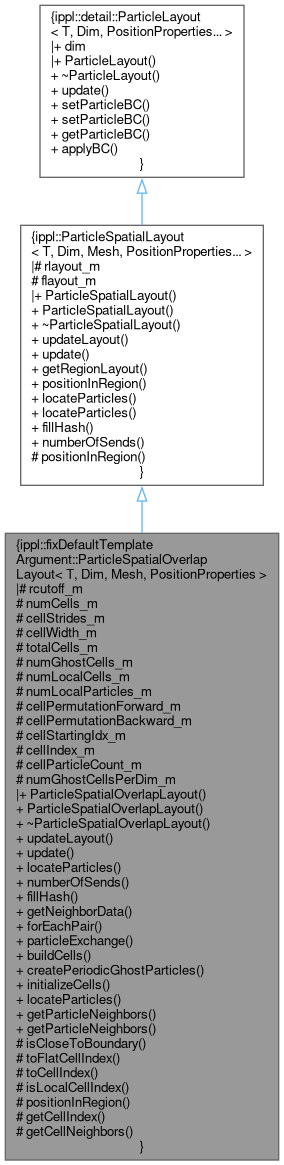 {ippl::detail::ParticleLayout
< T, Dim, PositionProperties... >
|+ dim
|+ ParticleLayout()
+ ~ParticleLayout()
+ update()
+ setParticleBC()
+ setParticleBC()
+ getParticleBC()
+ applyBC()
}
{ippl::ParticleSpatialLayout
< T, Dim, Mesh, PositionProperties... >
|# rlayout_m
# flayout_m
|+ ParticleSpatialLayout()
+ ParticleSpatialLayout()
+ ~ParticleSpatialLayout()
+ updateLayout()
+ update()
+ getRegionLayout()
+ positionInRegion()
+ locateParticles()
+ locateParticles()
+ fillHash()
+ numberOfSends()
# positionInRegion()
}
{ippl::fixDefaultTemplate
Argument::ParticleSpatialOverlap
Layout< T, Dim, Mesh, PositionProperties >
|# rcutoff_m
# numCells_m
# cellStrides_m
# cellWidth_m
# totalCells_m
# numGhostCells_m
# numLocalCells_m
# numLocalParticles_m
# cellPermutationForward_m
# cellPermutationBackward_m
# cellStartingIdx_m
# cellIndex_m
# cellParticleCount_m
# numGhostCellsPerDim_m
|+ ParticleSpatialOverlapLayout()
+ ParticleSpatialOverlapLayout()
+ ~ParticleSpatialOverlapLayout()
+ updateLayout()
+ update()
+ locateParticles()
+ numberOfSends()
+ fillHash()
+ getNeighborData()
+ forEachPair()
+ particleExchange()
+ buildCells()
+ createPeriodicGhostParticles()
+ initializeCells()
+ locateParticles()
+ getParticleNeighbors()
+ getParticleNeighbors()
# isCloseToBoundary()
# toFlatCellIndex()
# toCellIndex()
# isLocalCellIndex()
# positionInRegion()
# getCellIndex()
# getCellNeighbors()
}